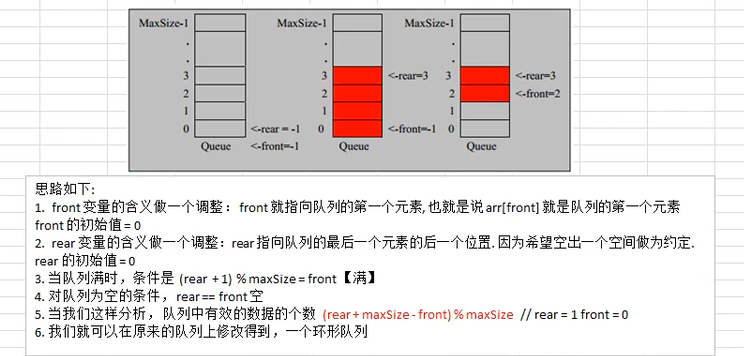 MaxSize-1 MaxSize-1 MaxSize-1
. . .
. . .
3 3 <-rear=3 3 <-rear=3
2 2 2 <-front=2
1 1 1
0 <-rear = -1 0 <-front=-1 0
Queue <-front=-1 Queue Queue
思路如下:
1. front 变量的含义做一个调整： front 就指向队列的第一个元素, 也就是说 arr[front] 就是队列的第一个元素
front 的初始值 = 0
2. rear 变量的含义做一个调整：rear 指向队列的最后一个元素的后一个位置. 因为希望空出一个空间做为约定.
rear 的初始值 = 0
3. 当队列满时，条件是 (rear + 1) % maxSize = front【满】
4. 对队列为空的条件， rear == front 空
5. 当我们这样分析， 队列中有效的数据的个数 (rear + maxSize - front) % maxSize // rear = 1 front = 0
6. 我们就可以在原来的队列上修改得到，一个环形队列